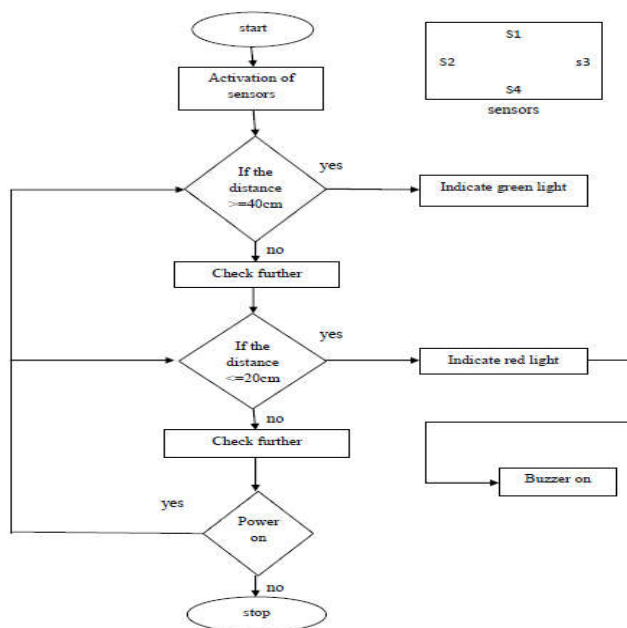 start
S1
S2
s3
S4
sensors
Activation of
sensors
If the
distance
>=40cm
yes
Indicate green light
no
Check further
If the
distance
<=20cm
yes
Indicate red light
no
Check further
Buzzer on
yes
Power
on
no
stop